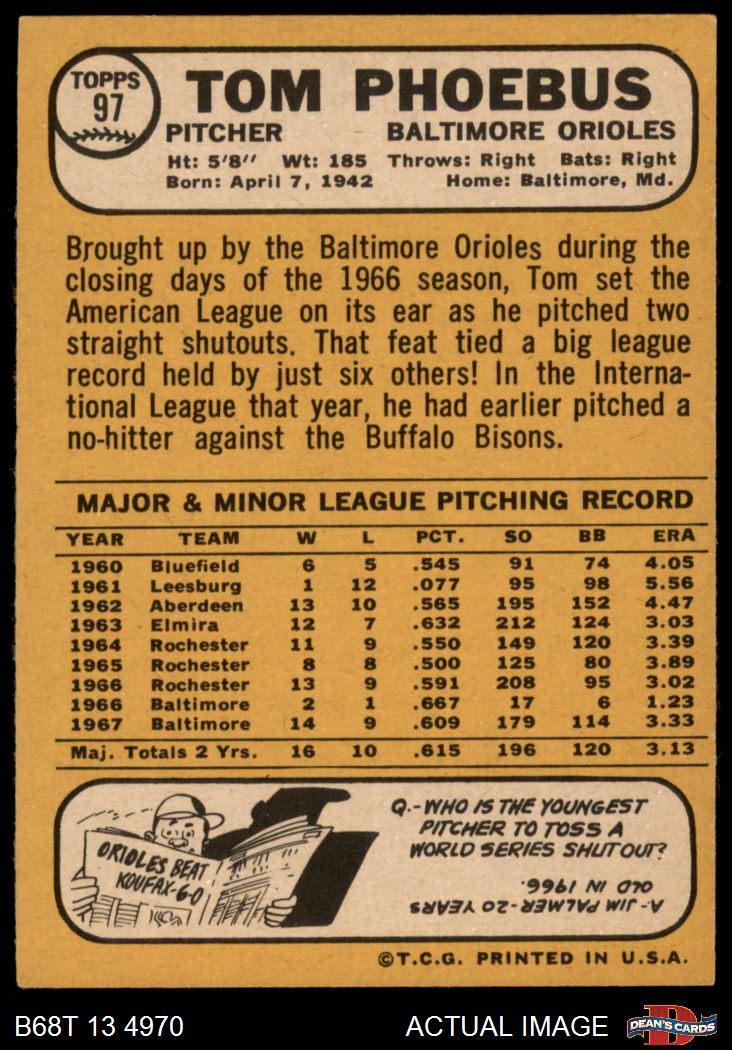 TOPPS
97
TOM PHOEBUS
PITCHER BALTIMORE ORIOLES
Ht: 5'8" Wt: 185 Throws: Right Bats: Right
Born: April 7, 1942 Home: Baltimore, Md.
Brought up by the Baltimore Orioles during the
closing days of the 1966 season, Tom set the
American League on its ear as he pitched two
straight shutouts. That feat tied a big league
record held by just six others! In the Interna-
tional League that year, he had earlier pitched a
no-hitter against the Buffalo Bisons.
MAJOR & MINOR LEAGUE PITCHING RECORD
YEAR TEAM W L PCT. SO BB ERA
1960 Bluefield 6 5 .545 91 74 4.05
1961 Leesburg 1 12 .077 95 98 5.56
1962 Aberdeen 13 10 .565 195 152 4.47
1963 Elmira 12 7 .632 212 124 3.03
1964 Rochester 11 9 .550 149 120 3.39
1965 Rochester 8 8 .500 125 80 3.89
1966 Rochester 13 9 .591 208 95 3.02
1966 Baltimore 2 1 .667 17 6 1.23
1967 Baltimore 14 9 .609 179 114 3.33
Maj. Totals 2 Yrs. 16 10 .615 196 120 3.13
ORIOLES BEAT
KOUFAX-6-0
Q.-WHO IS THE YOUNGEST
PITCHER TO TOSS A
WORLD SERIES SHUTOUT?
A.- JIM PALMER-20 YEARS
OLD IN 1966.
©T.C.G. PRINTED IN U.S.A.
B68T 13 4970 ACTUAL IMAGE
D
DEAN'S CARDS